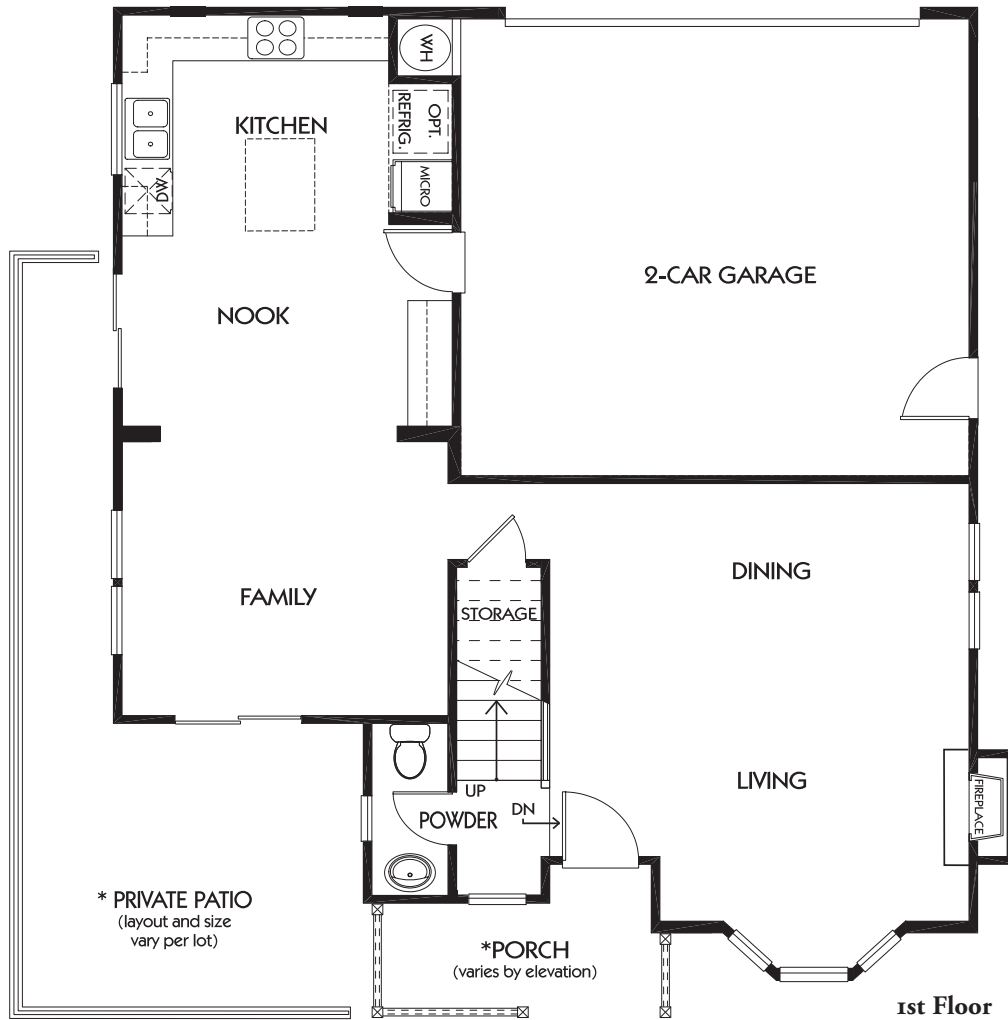 WH
KITCHEN
OPT.
REFRIG.
MICRO
DW
2-CAR GARAGE
NOOK
DINING
FAMILY
STORAGE
LIVING
FIREPLACE
UP
DN
POWDER
* PRIVATE PATIO
(layout and size
vary per lot)
*PORCH
(varies by elevation)
1st Floor